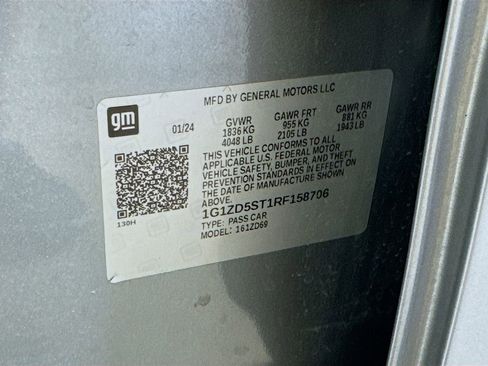 gm
MFD BY GENERAL MOTORS LLC
01/24 GVWR GAWR FRT GAWR RR
1836 KG 955 KG 881 KG
4048 LB 2105 LB 1943 LB
THIS VEHICLE CONFORMS TO ALL
APPLICABLE U.S. FEDERAL MOTOR
VEHICLE SAFETY, BUMPER, AND THEFT
PREVENTION STANDARDS IN EFFECT ON
THE DATE OF MANUFACTURE SHOWN ABOVE.
1G1ZD5ST1RF158706
TYPE: PASS CAR
MODEL: 161ZD69
130H